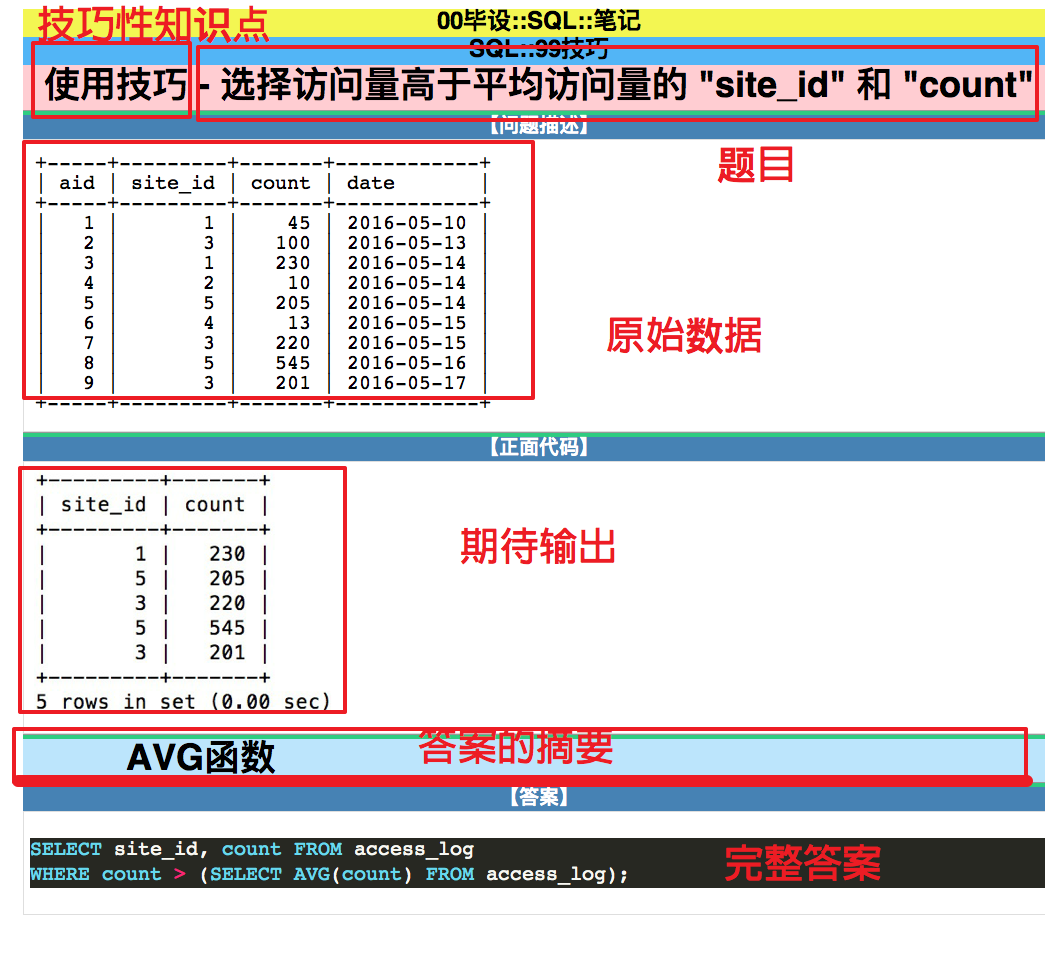 技巧性知识点
00毕设::SQL::笔记
SQL::99技巧
使用技巧 - 选择访问量高于平均访问量的 "site_id" 和 "count"
【问题描述】
题目
+-----+---------+-------+------------+
| aid | site_id | count | date       |
+-----+---------+-------+------------+
|   1 |       1 |    45 | 2016-05-10 |
|   2 |       3 |   100 | 2016-05-13 |
|   3 |       1 |   230 | 2016-05-14 |
|   4 |       2 |    10 | 2016-05-14 |
|   5 |       5 |   205 | 2016-05-14 |
|   6 |       4 |    13 | 2016-05-15 |
|   7 |       3 |   220 | 2016-05-15 |
|   8 |       5 |   545 | 2016-05-16 |
|   9 |       3 |   201 | 2016-05-17 |
+-----+---------+-------+------------+
原始数据
【正面代码】
+---------+-------+
| site_id | count |
+---------+-------+
|       1 |   230 |
|       5 |   205 |
|       3 |   220 |
|       5 |   545 |
|       3 |   201 |
+---------+-------+
5 rows in set (0.00 sec)
期待输出
AVG函数
答案的摘要
【答案】
SELECT site_id, count FROM access_log
WHERE count > (SELECT AVG(count) FROM access_log);
完整答案